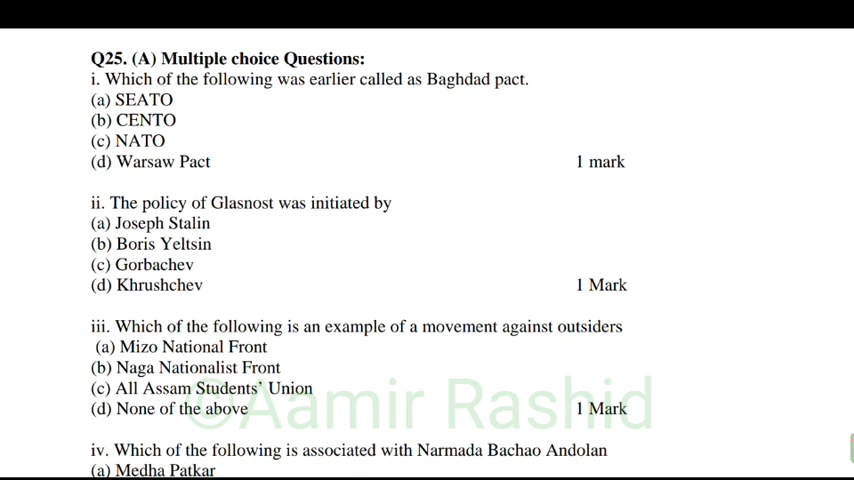 Q25. (A) Multiple choice Questions:
i. Which of the following was earlier called as Baghdad pact.
(a) SEATO
(b) CENTO
(c) NATO
(d) Warsaw Pact 1 mark
ii. The policy of Glasnost was initiated by
(a) Joseph Stalin
(b) Boris Yeltsin
(c) Gorbachev
(d) Khrushchev 1 Mark
iii. Which of the following is an example of a movement against outsiders
(a) Mizo National Front
(b) Naga Nationalist Front
(c) All Assam Students' Union
(d) None of the above 1 Mark
©Aamir Rashid
iv. Which of the following is associated with Narmada Bachao Andolan
(a) Medha Patkar